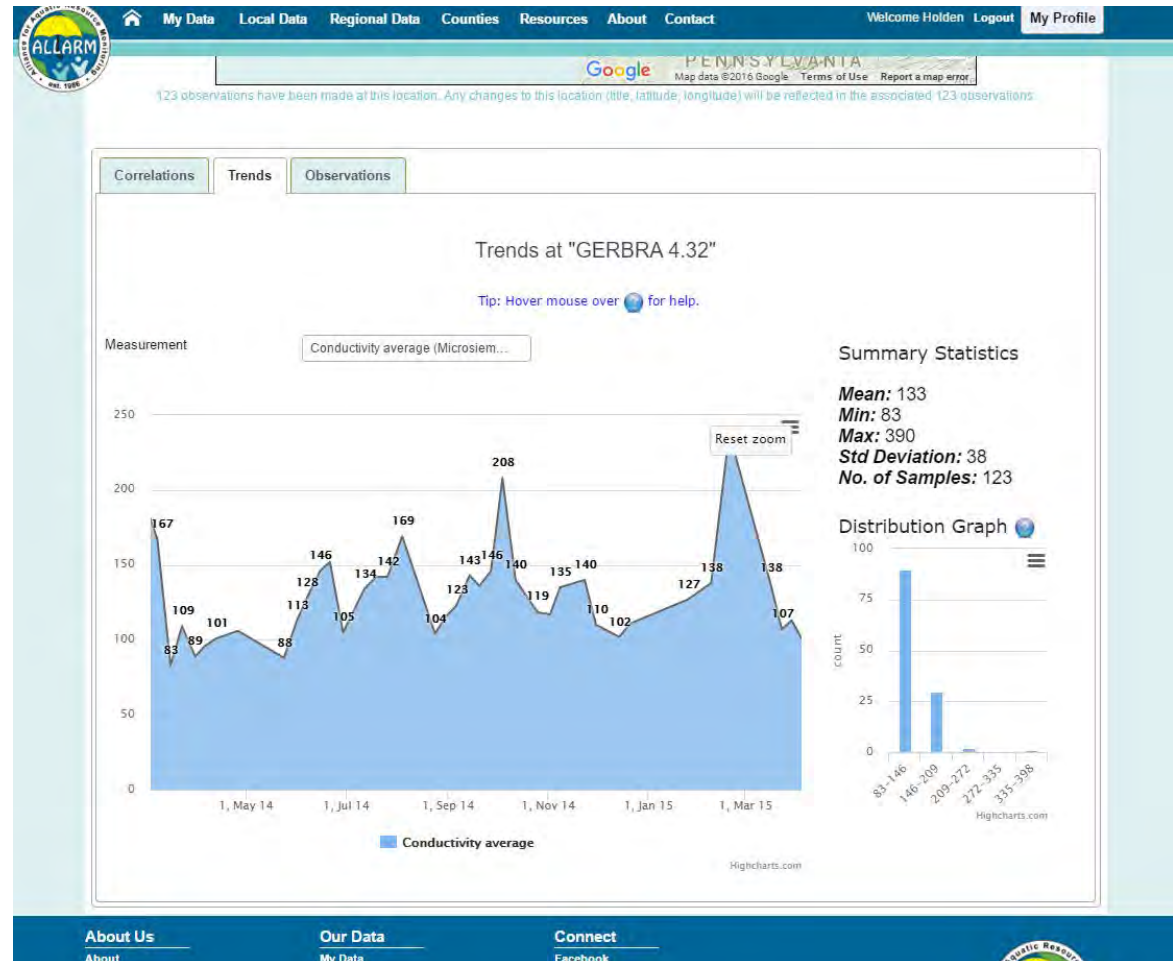 My Data Local Data Regional Data Counties Resources About Contact Welcome Holden Logout My Profile
ALLARM
est. 1986
PENNSYLVANIA
Google Map data ©2016 Google Terms of Use Report a map error
123 observations have been made at this location. Any changes to this location (title, latitude, longitude) will be reflected in the associated 123 observations
Correlations Trends Observations
Trends at "GERBRA 4.32"
Tip: Hover mouse over ? for help.
Measurement
Conductivity average (Microsiem...
250
200
150
100
50
0
Reset zoom
167
83
109
89
101
88
113
128
146
105
134
142
169
104
123
143
146
208
140
119
135
140
110
102
127
138
138
107
1, May 14
1, Jul 14
1, Sep 14
1, Nov 14
1, Jan 15
1, Mar 15
Conductivity average
Highcharts.com
Summary Statistics
Mean: 133
Min: 83
Max: 390
Std Deviation: 38
No. of Samples: 123
Distribution Graph ?
100
75
50
25
0
count
83-146
146-209
209-272
272-335
335-398
Highcharts.com
About Us Our Data Connect
About My Data Facebook